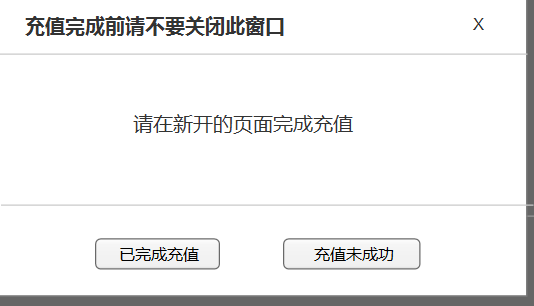 充值完成前请不要关闭此窗口 X
请在新开的页面完成充值
已完成充值 充值未成功